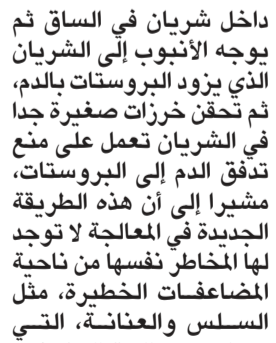 داخل شريان في الساق ثم
يوجه الأنبوب إلى الشريان
الذي يزود البروستات بالدم،
ثم تحقن خرزات صغيرة جدا
في الشريان تعمل على منع
تدفق الدم إلى البروستات،
مشيرا إلى أن هذه الطريقة
الجديدة في المعالجة لا توجد
لها المخاطر نفسها من ناحية
المضاعفات الخطيرة، مثل
السلس والعنانة، التي